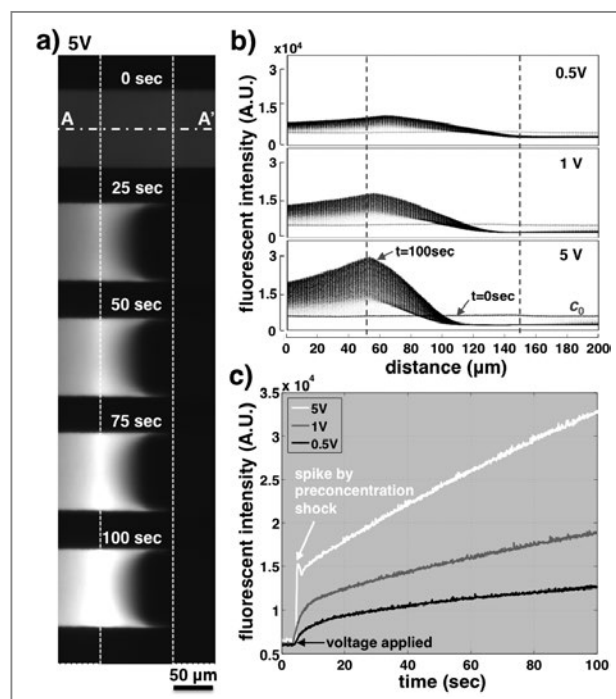 a) 5V
0 sec
A A'
25 sec
50 sec
75 sec
100 sec
50 µm
b)
x10⁴
3
1.5
0
0.5V
3
1.5
0
1 V
3
1.5
0
5 V
t=100sec
t=0sec
c₀
fluorescent intensity (A.U.)
0 20 40 60 80 100 120 140 160 180 200
distance (µm)
c)
x 10⁴
3.5
3
2.5
2
1.5
1
0.5
5V
1V
0.5V
spike by
preconcentration
shock
voltage applied
fluorescent intensity (A.U.)
0 20 40 60 80 100
time (sec)